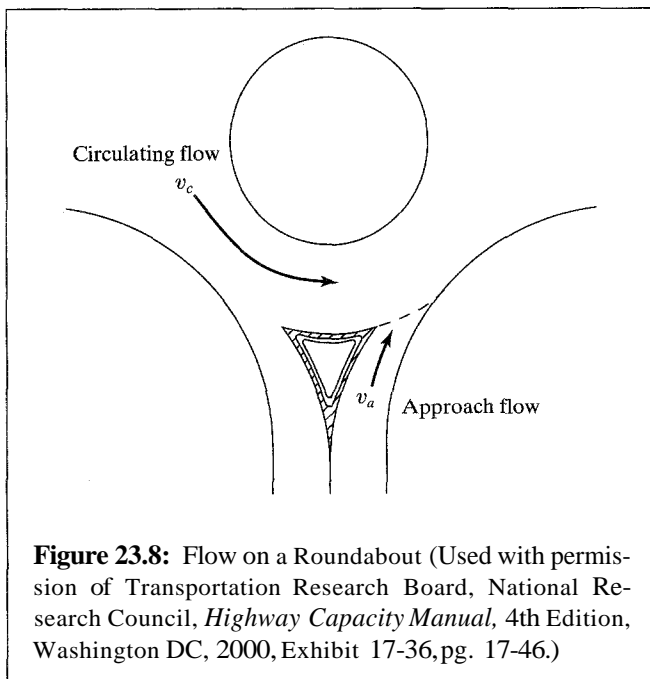 Circulating flow
v_c
v_a
Approach flow
Figure 23.8: Flow on a Roundabout (Used with permis-
sion of Transportation Research Board, National Re-
search Council, Highway Capacity Manual, 4th Edition,
Washington DC, 2000, Exhibit 17-36, pg. 17-46.)